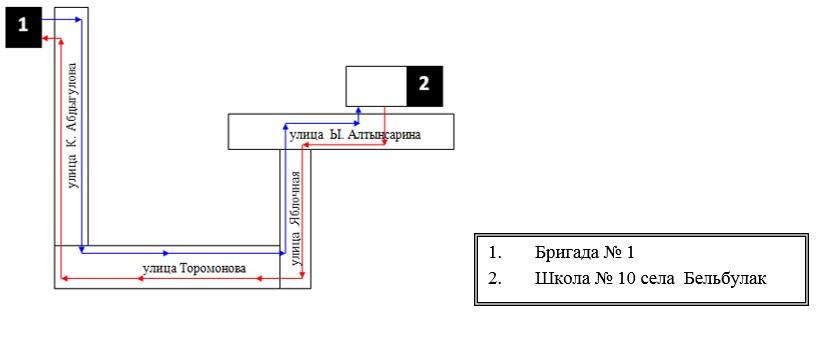 1
2
улица К. Абдыгулова
улица Ы. Алтынсарина
улица Яблочная
улица Торомонова
1. Бригада № 1
2. Школа № 10 села Бельбулак